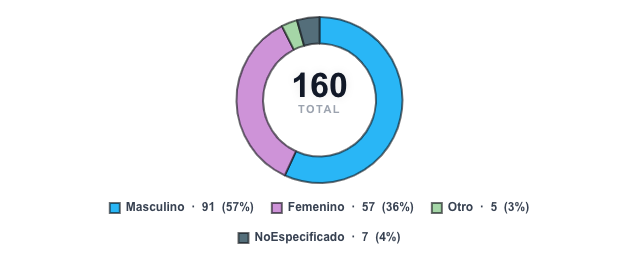 160
TOTAL
Masculino · 91 (57%) Femenino · 57 (36%) Otro · 5 (3%)
NoEspecificado · 7 (4%)